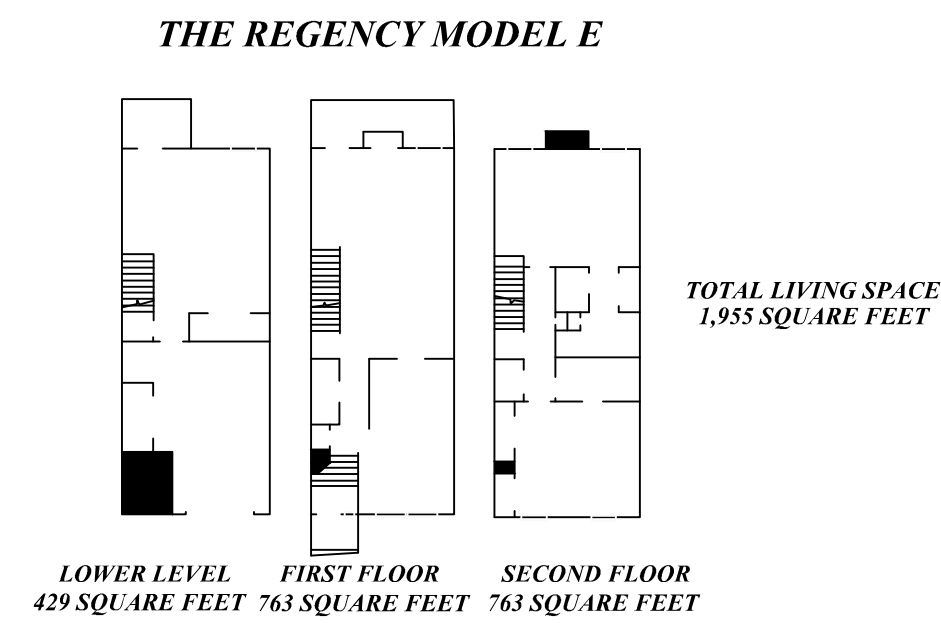 THE REGENCY MODEL E
TOTAL LIVING SPACE
1,955 SQUARE FEET
LOWER LEVEL
429 SQUARE FEET
FIRST FLOOR
763 SQUARE FEET
SECOND FLOOR
763 SQUARE FEET